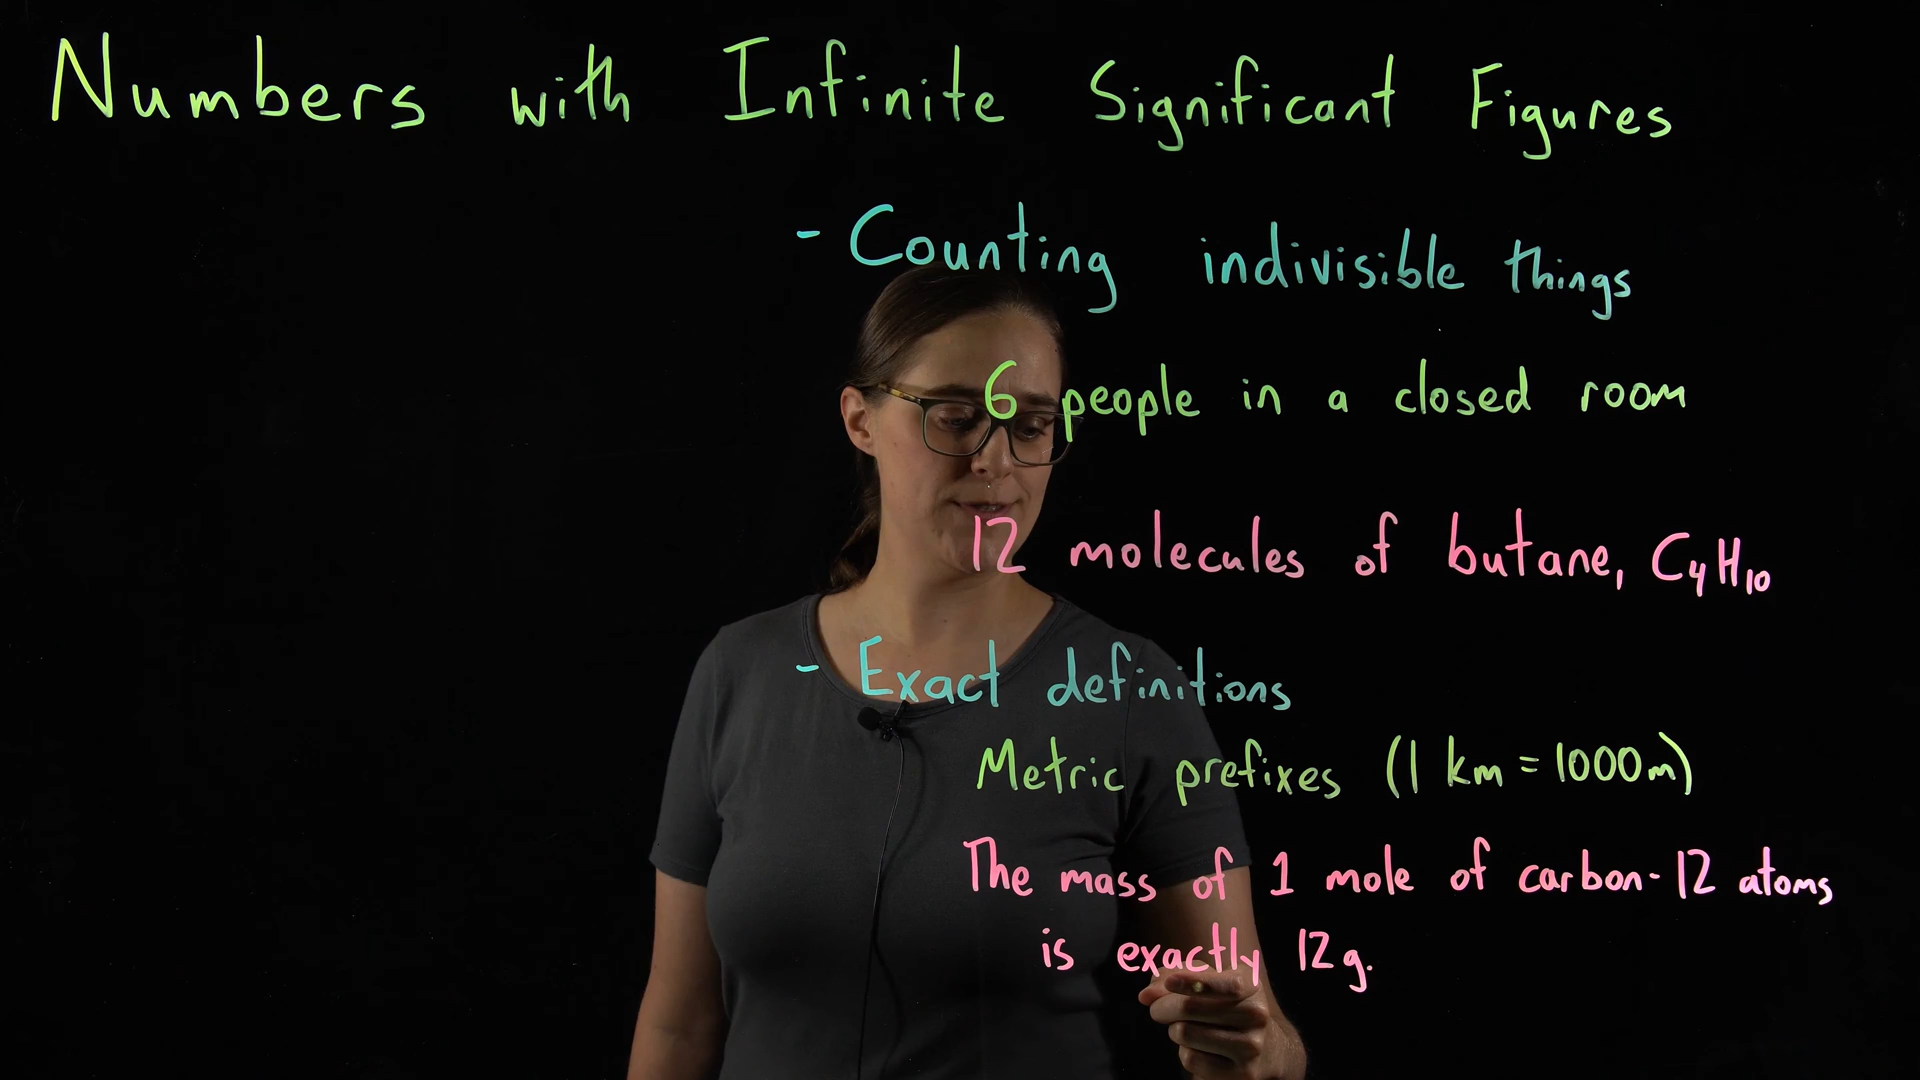 Numbers with Infinite Significant Figures
- Counting indivisible things
6 people in a closed room
12 molecules of butane, C₄H₁₀
- Exact definitions
Metric prefixes (1 km = 1000m)
The mass of 1 mole of carbon-12 atoms
is exactly 12g.